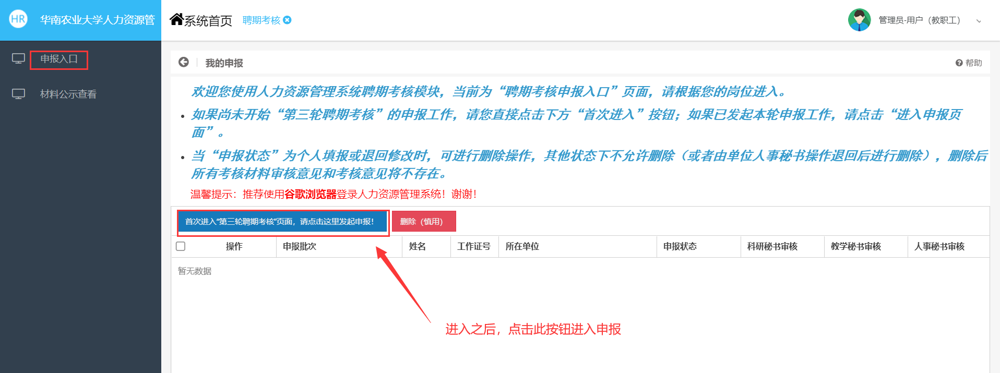 HR 华南农业大学人力资源管
系统首页 聘期考核
管理员-用户（教职工）
申报入口
材料公示查看
我的申报
帮助
欢迎您使用人力资源管理系统聘期考核模块，当前为“聘期考核申报入口”页面，请根据您的岗位进入。
如果尚未开始“第三轮聘期考核”的申报工作，请您直接点击下方“首次进入”按钮；如果已发起本轮申报工作，请点击“进入申报页
面”。
当“申报状态”为个人填报或退回修改时，可进行删除操作，其他状态下不允许删除（或者由单位人事秘书操作退回后进行删除），删除后
所有考核材料审核意见和考核意见将不存在。
温馨提示：推荐使用谷歌浏览器登录人力资源管理系统！谢谢！
首次进入“第三轮聘期考核”页面，请点击这里发起申报！ 删除（慎用）
操作 申报批次 姓名 工作证号 所在单位 申报状态 科研秘书审核 教学秘书审核 人事秘书审核
暂无数据
进入之后，点击此按钮进入申报